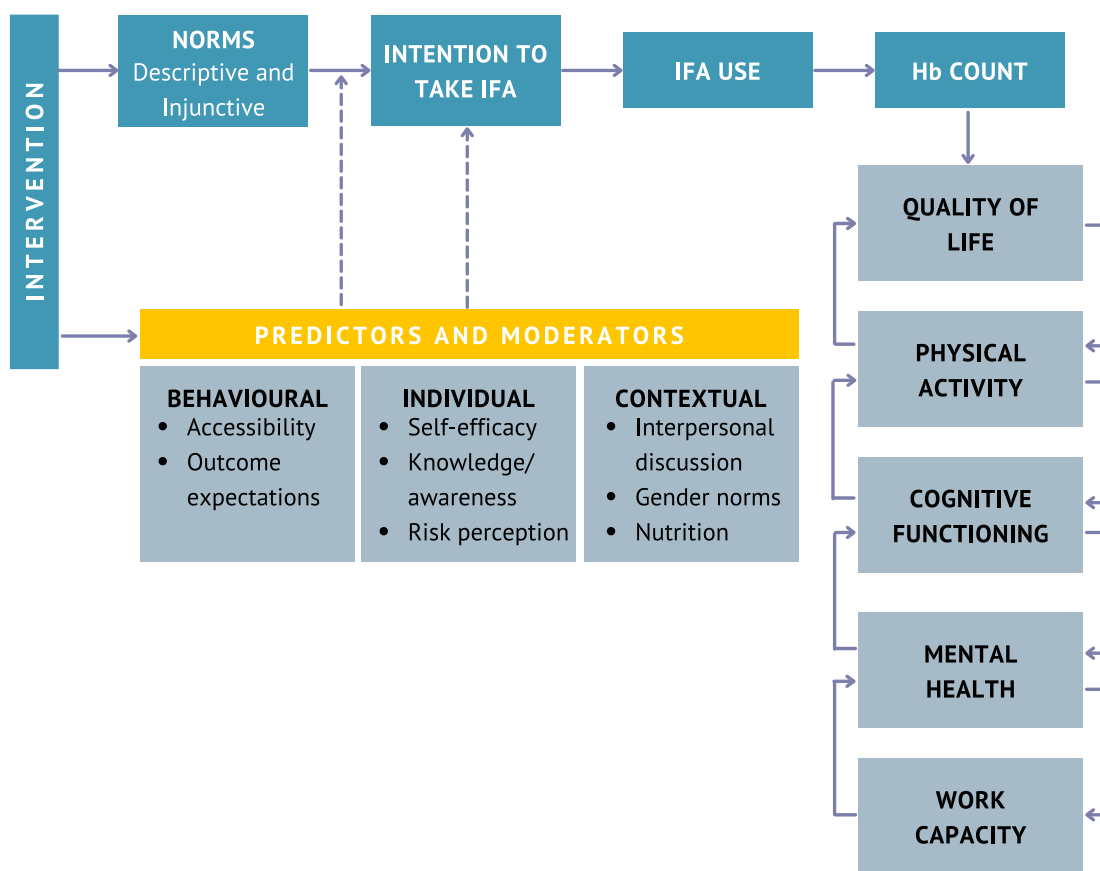 INTERVENTION
NORMS
Descriptive and
Injunctive
INTENTION TO
TAKE IFA
IFA USE
Hb COUNT
QUALITY OF
LIFE
PHYSICAL
ACTIVITY
COGNITIVE
FUNCTIONING
MENTAL
HEALTH
WORK
CAPACITY
PREDICTORS AND MODERATORS
BEHAVIOURAL
• Accessibility
• Outcome
expectations
INDIVIDUAL
• Self-efficacy
• Knowledge/
awareness
• Risk perception
CONTEXTUAL
• Interpersonal
discussion
• Gender norms
• Nutrition